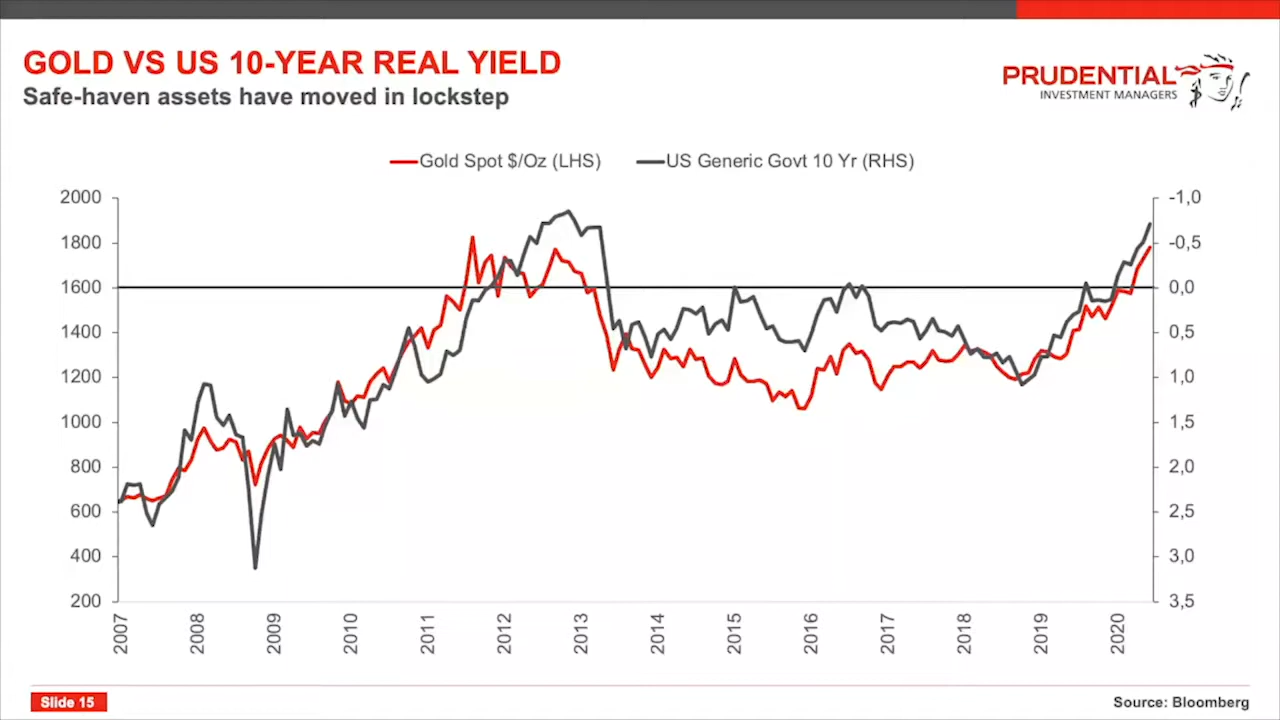 GOLD VS US 10-YEAR REAL YIELD
Safe-haven assets have moved in lockstep
PRUDENTIAL
INVESTMENT MANAGERS
Gold Spot $/Oz (LHS) US Generic Govt 10 Yr (RHS)
2000 -1,0
1800 -0,5
1600 0,0
1400 0,5
1200 1,0
1000 1,5
800 2,0
600 2,5
400 3,0
200 3,5
2007 2008 2009 2010 2011 2012 2013 2014 2015 2016 2017 2018 2019 2020
Slide 15
Source: Bloomberg